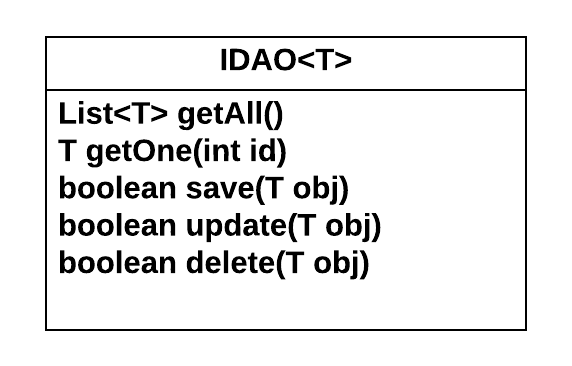 IDAO<T>
List<T> getAll()
T getOne(int id)
boolean save(T obj)
boolean update(T obj)
boolean delete(T obj)